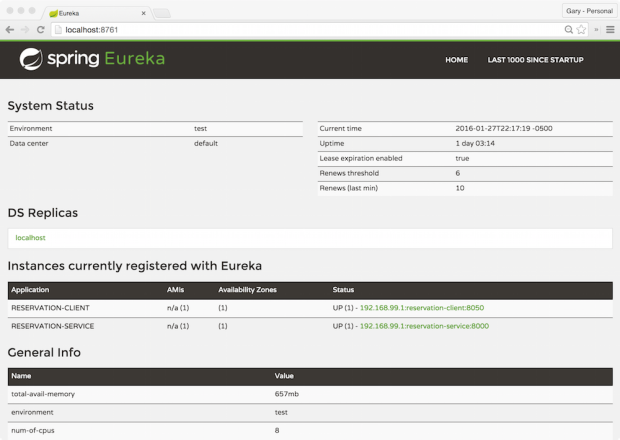 Eureka
Gary - Personal
localhost:8761
spring Eureka
HOME LAST 1000 SINCE STARTUP
System Status
Environment test
Data center default
Current time 2016-01-27T22:17:19 -0500
Uptime 1 day 03:14
Lease expiration enabled true
Renews threshold 6
Renews (last min) 10
DS Replicas
localhost
Instances currently registered with Eureka
Application AMIs Availability Zones Status
RESERVATION-CLIENT n/a (1) (1) UP (1) - 192.168.99.1:reservation-client:8050
RESERVATION-SERVICE n/a (1) (1) UP (1) - 192.168.99.1:reservation-service:8000
General Info
Name Value
total-avail-memory 657mb
environment test
num-of-cpus 8